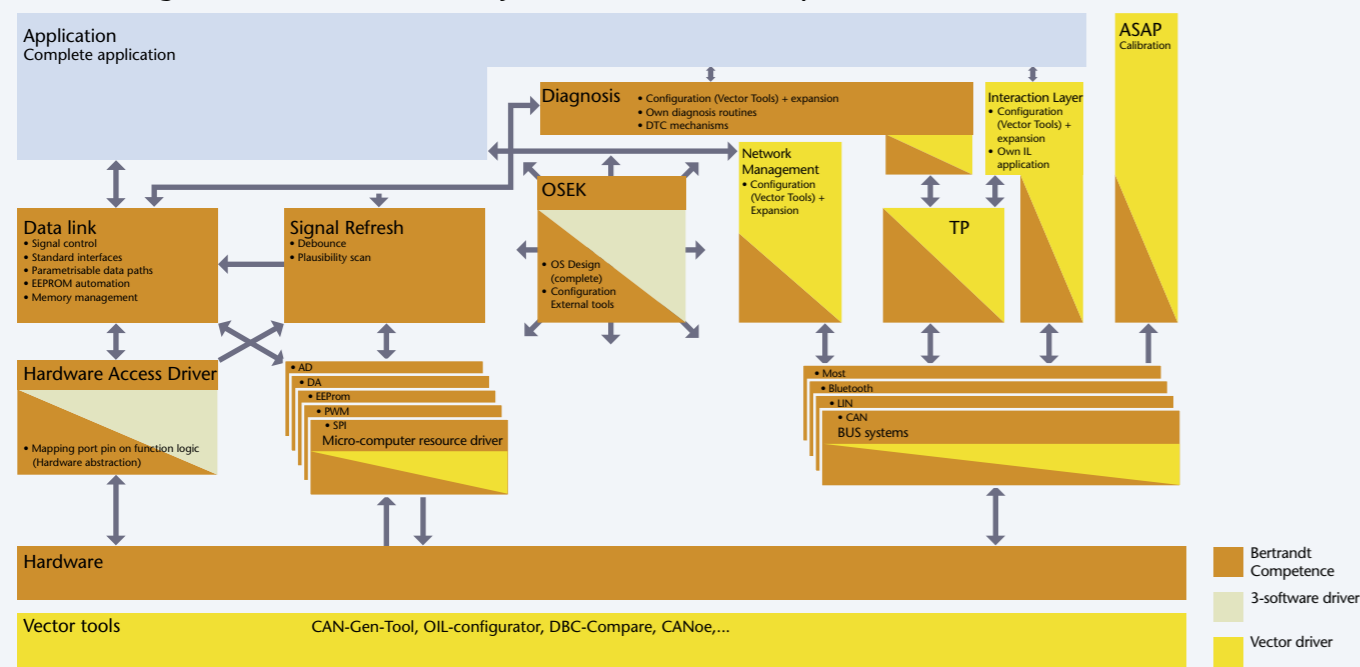 Application
Complete application
ASAP
Calibration
Diagnosis
• Configuration (Vector Tools) + expansion
• Own diagnosis routines
• DTC mechanisms
Interaction Layer
• Configuration
(Vector Tools) +
expansion
• Own IL
application
Network
Management
• Configuration
(Vector Tools) +
Expansion
OSEK
• OS Design
(complete)
• Configuration
External tools
TP
Data link
• Signal control
• Standard interfaces
• Parametrisable data paths
• EEPROM automation
• Memory management
Signal Refresh
• Debounce
• Plausibility scan
Hardware Access Driver
• Mapping port pin on function logic
(Hardware abstraction)
• AD
• DA
• EEProm
• PWM
• SPI
Micro-computer resource driver
• Most
• Bluetooth
• LIN
• CAN
BUS systems
Hardware
Vector tools
CAN-Gen-Tool, OIL-configurator, DBC-Compare, CANoe,...
Bertrandt
Competence
3-software driver
Vector driver